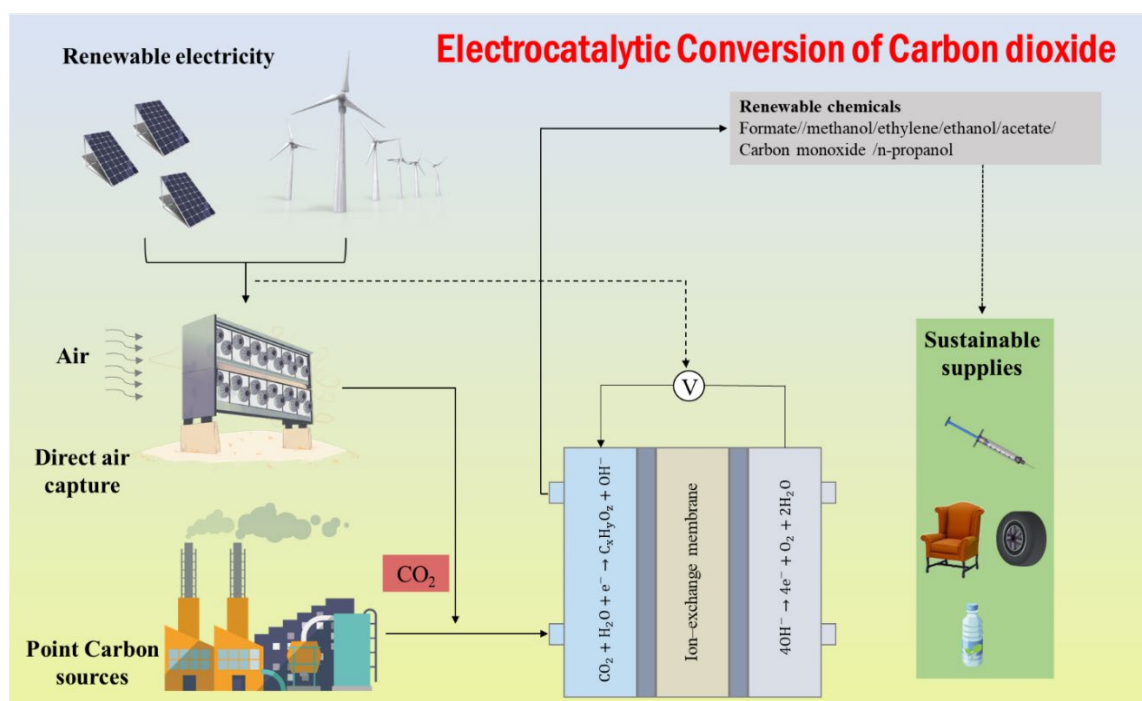 Electrocatalytic Conversion of Carbon dioxide
Renewable electricity
Renewable chemicals
Formate//methanol/ethylene/ethanol/acetate/
Carbon monoxide /n-propanol
Air
Direct air
capture
V
Sustainable
supplies
CO₂
Point Carbon
sources
CO₂ + H₂O + e⁻ → CₓHᵧO_z + OH⁻
Ion−exchange membrane
4OH⁻ → 4e⁻ + O₂ + 2H₂O